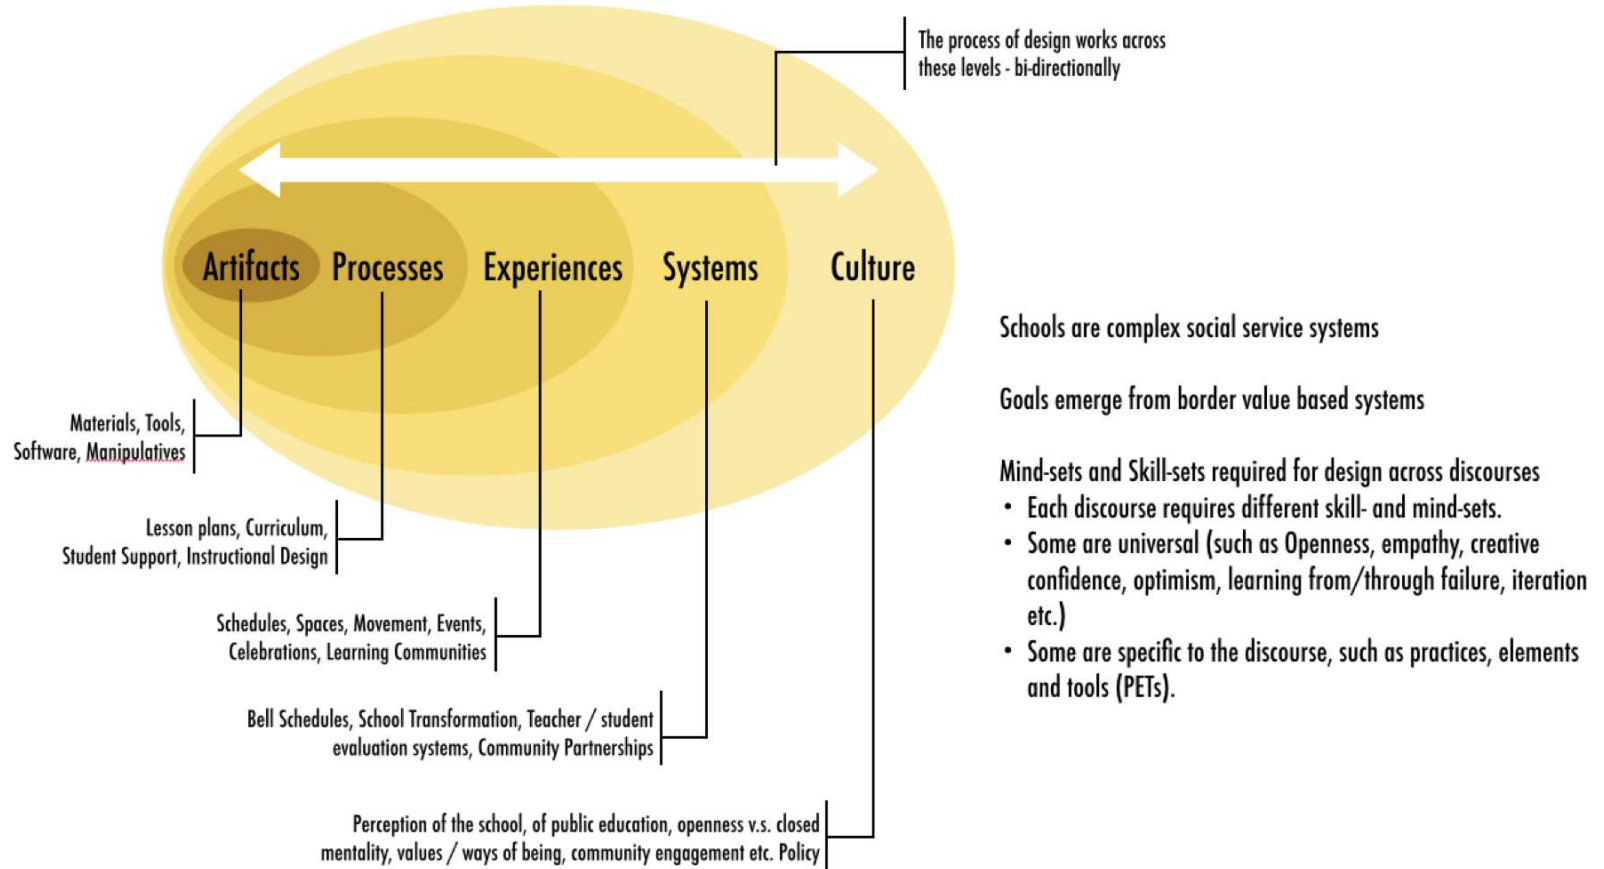 The process of design works across
these levels - bi-directionally
Artifacts
Processes
Experiences
Systems
Culture
Materials, Tools,
Software, Manipulatives
Lesson plans, Curriculum,
Student Support, Instructional Design
Schedules, Spaces, Movement, Events,
Celebrations, Learning Communities
Bell Schedules, School Transformation, Teacher / student
evaluation systems, Community Partnerships
Perception of the school, of public education, openness v.s. closed
mentality, values / ways of being, community engagement etc. Policy
Schools are complex social service systems
Goals emerge from border value based systems
Mind-sets and Skill-sets required for design across discourses
• Each discourse requires different skill- and mind-sets.
• Some are universal (such as Openness, empathy, creative
confidence, optimism, learning from/through failure, iteration
etc.)
• Some are specific to the discourse, such as practices, elements
and tools (PETs).